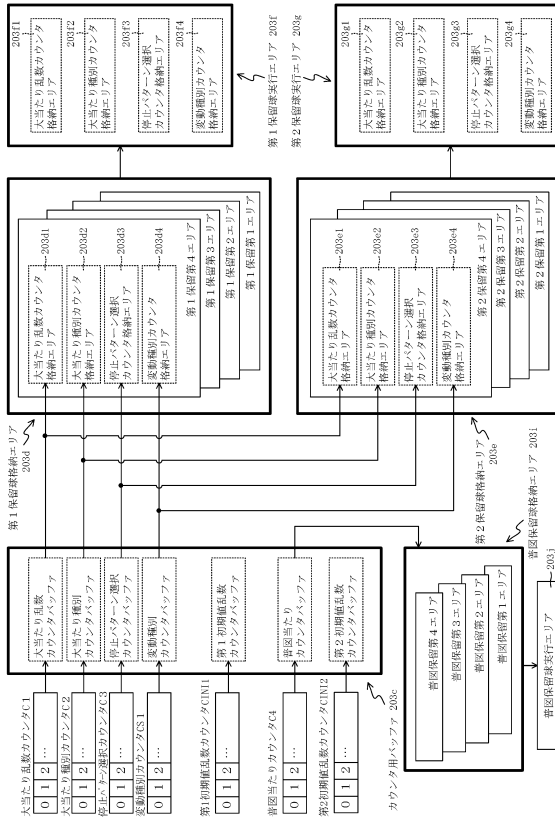 大当たり乱数カウンタC1
0 1 2 …
大当たり種別カウンタC2
0 1 2 …
停止パターン選択カウンタC3
0 1 2 …
変動種別カウンタCS1
0 1 2 …
第1初期値乱数カウンタCINI1
0 1 2 …
普図当たりカウンタC4
0 1 2 …
第2初期値乱数カウンタCINI2
0 1 2 …
大当たり乱数
カウンタバッファ
大当たり種別
カウンタバッファ
停止パターン選択
カウンタバッファ
変動種別
カウンタバッファ
第1初期値乱数
カウンタバッファ
普図当たり
カウンタバッファ
第2初期値乱数
カウンタバッファ
カウンタ用バッファ 203c
第1保留球格納エリア
203d
大当たり乱数カウンタ
格納エリア
203d1
大当たり種別カウンタ
格納エリア
203d2
停止パターン選択
カウンタ格納エリア
203d3
変動種別カウンタ
格納エリア
203d4
第1保留第4エリア
第1保留第3エリア
第1保留第2エリア
第1保留第1エリア
第2保留球格納エリア
203e
大当たり乱数カウンタ
格納エリア
203e1
大当たり種別カウンタ
格納エリア
203e2
停止パターン選択
カウンタ格納エリア
203e3
変動種別カウンタ
格納エリア
203e4
第2保留第4エリア
第2保留第3エリア
第2保留第2エリア
第2保留第1エリア
普図保留球格納エリア 203i
普図保留第4エリア
普図保留第3エリア
普図保留第2エリア
普図保留第1エリア
普図保留球実行エリア
203j
203f1
大当たり乱数カウンタ
格納エリア
203f2
大当たり種別カウンタ
格納エリア
203f3
停止パターン選択
カウンタ格納エリア
203f4
変動種別カウンタ
格納エリア
第1保留球実行エリア 203f
第2保留球実行エリア 203g
203g1
大当たり乱数カウンタ
格納エリア
203g2
大当たり種別カウンタ
格納エリア
203g3
停止パターン選択
カウンタ格納エリア
203g4
変動種別カウンタ
格納エリア